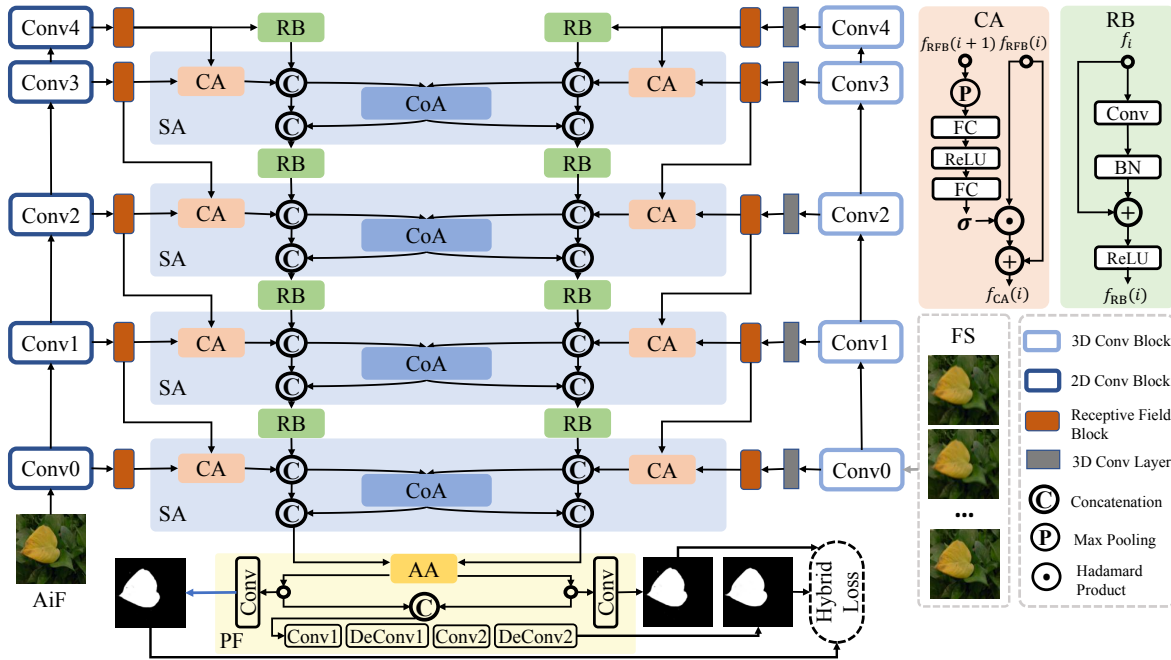 Conv4
RB
RB
Conv4
Conv3
CA
C
C
CA
Conv3
CoA
SA
C
C
RB
RB
Conv2
CA
C
C
CA
Conv2
CoA
SA
C
C
RB
RB
Conv1
CA
C
C
CA
Conv1
CoA
SA
C
C
RB
RB
Conv0
CA
C
C
CA
Conv0
CoA
SA
C
C
AiF
AA
Conv
C
Conv
PF
Conv1 DeConv1 Conv2 DeConv2
Hybrid
Loss
CA
f_RFB(i + 1) f_RFB(i)
P
FC
ReLU
FC
σ
+
f_CA(i)
RB
f_i
Conv
BN
+
ReLU
f_RB(i)
FS
...
3D Conv Block
2D Conv Block
Receptive Field
Block
3D Conv Layer
C Concatenation
P Max Pooling
Hadamard
Product